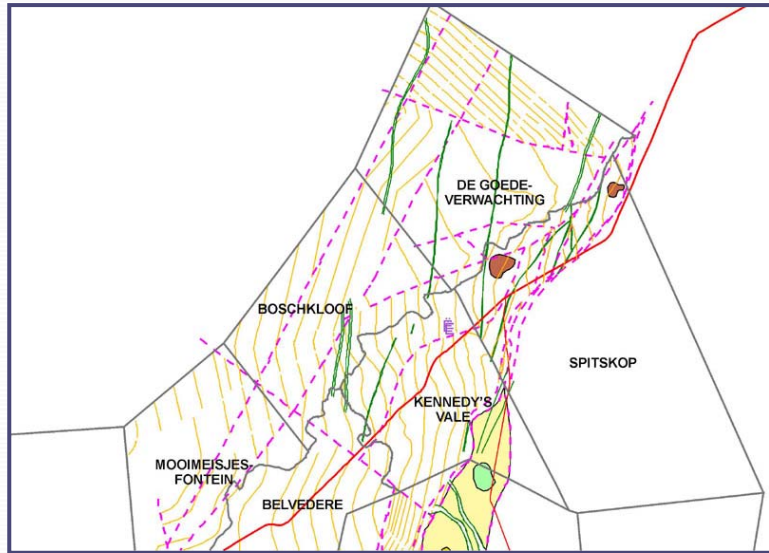 DE GOEDE-
VERWACHTING
BOSCHKLOOF
SPITSKOP
KENNEDY'S
VALE
MOOIMEISJES-
FONTEIN
BELVEDERE